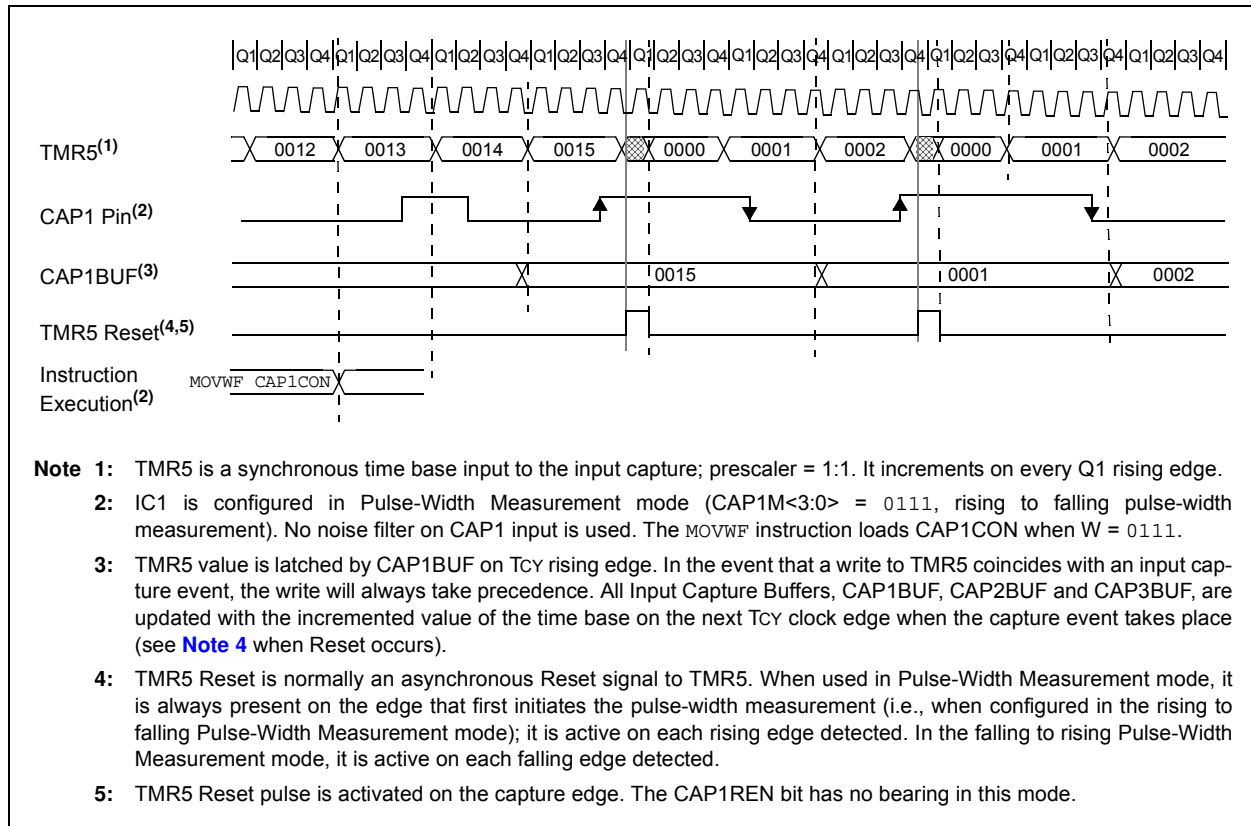 Q1 Q2 Q3 Q4 Q1 Q2 Q3 Q4 Q1 Q2 Q3 Q4 Q1 Q2 Q3 Q4 Q1 Q2 Q3 Q4 Q1 Q2 Q3 Q4 Q1 Q2 Q3 Q4 Q1 Q2 Q3 Q4 Q1 Q2 Q3 Q4 Q1 Q2 Q3 Q4
TMR5(1) 0012 0013 0014 0015 0000 0001 0002 0000 0001 0002
CAP1 Pin(2)
CAP1BUF(3) 0015 0001 0002
TMR5 Reset(4,5)
Instruction
Execution(2)
MOVWF CAP1CON
Note 1: TMR5 is a synchronous time base input to the input capture; prescaler = 1:1. It increments on every Q1 rising edge.
2: IC1 is configured in Pulse-Width Measurement mode (CAP1M<3:0> = 0111, rising to falling pulse-width
measurement). No noise filter on CAP1 input is used. The MOVWF instruction loads CAP1CON when W = 0111.
3: TMR5 value is latched by CAP1BUF on TCY rising edge. In the event that a write to TMR5 coincides with an input cap-
ture event, the write will always take precedence. All Input Capture Buffers, CAP1BUF, CAP2BUF and CAP3BUF, are
updated with the incremented value of the time base on the next TCY clock edge when the capture event takes place
(see Note 4 when Reset occurs).
4: TMR5 Reset is normally an asynchronous Reset signal to TMR5. When used in Pulse-Width Measurement mode, it
is always present on the edge that first initiates the pulse-width measurement (i.e., when configured in the rising to
falling Pulse-Width Measurement mode); it is active on each rising edge detected. In the falling to rising Pulse-Width
Measurement mode, it is active on each falling edge detected.
5: TMR5 Reset pulse is activated on the capture edge. The CAP1REN bit has no bearing in this mode.